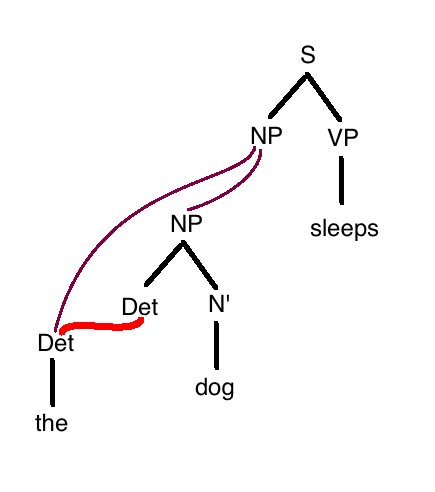 S
NP VP
NP sleeps
Det N'
Det
dog
the